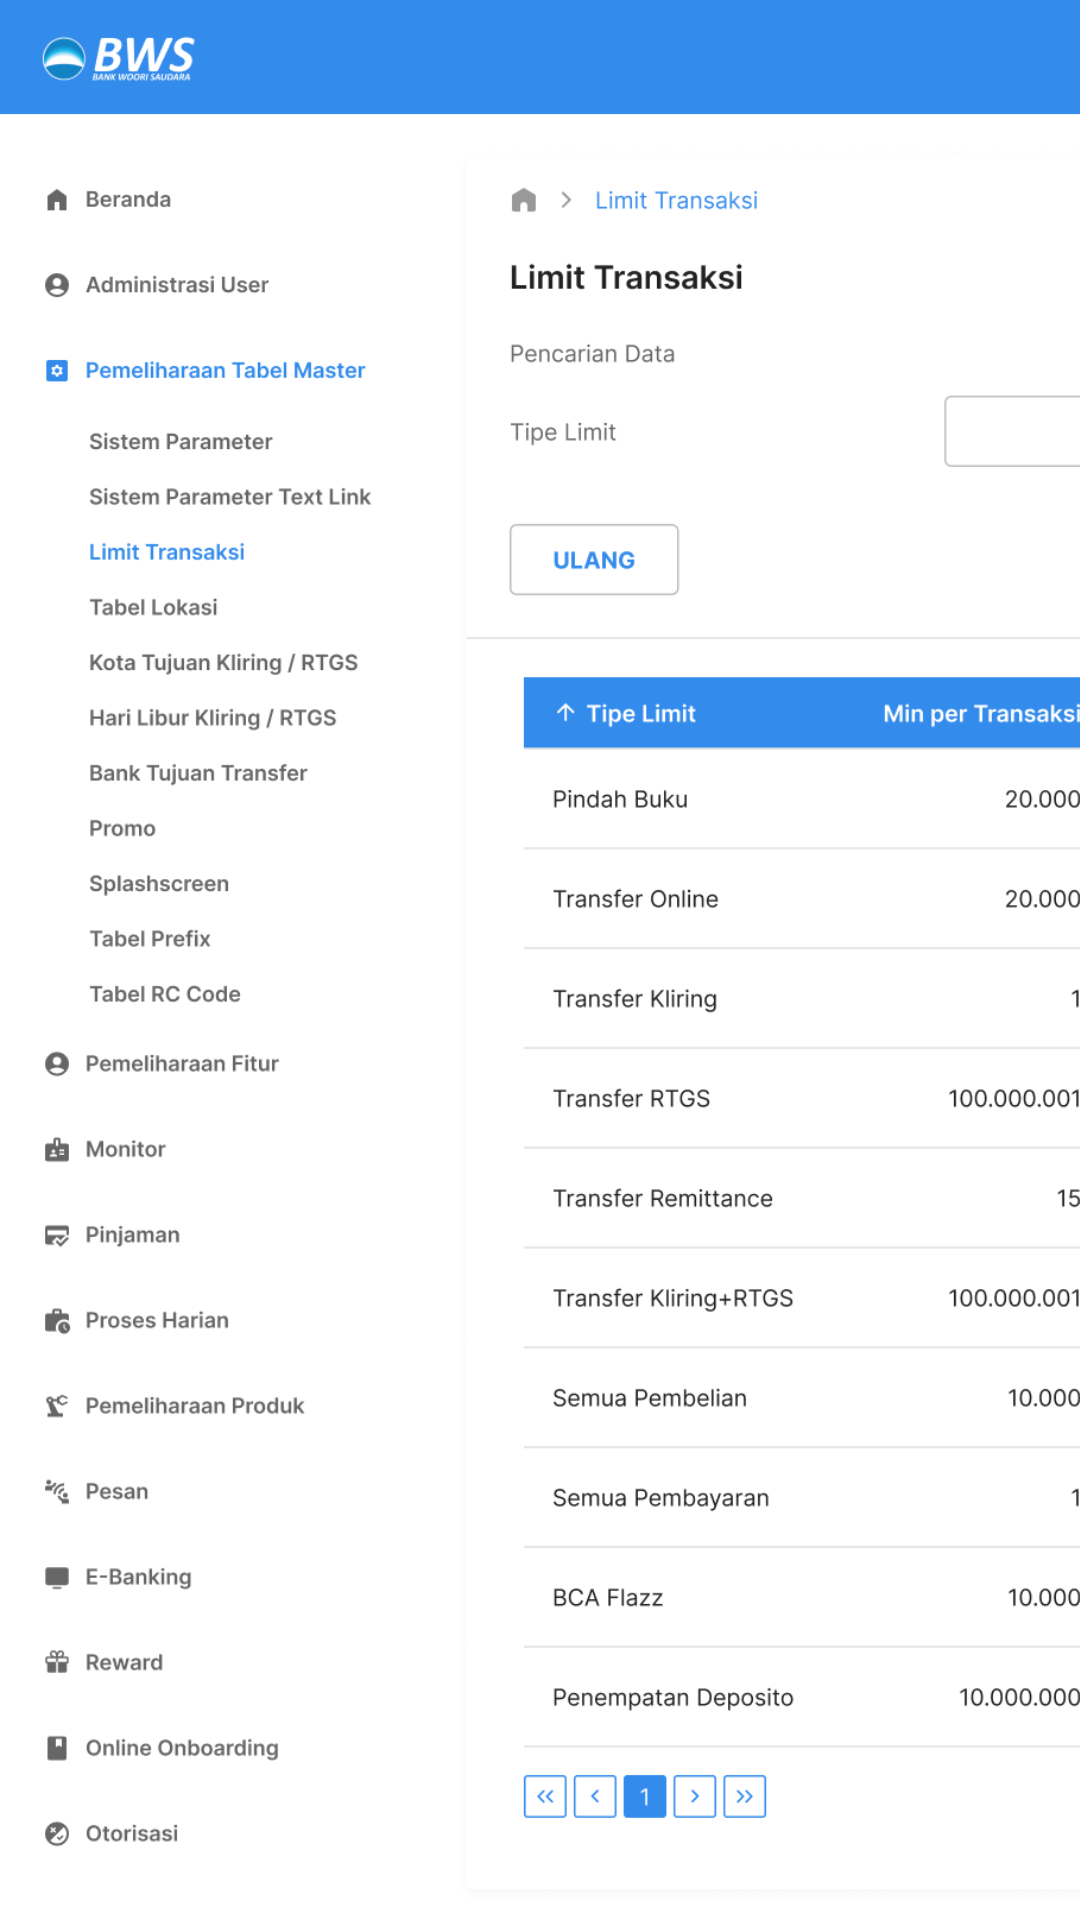 BWS
BANK WOORI SAUDARA
Beranda
Administrasi User
Pemeliharaan Tabel Master
Sistem Parameter
Sistem Parameter Text Link
Limit Transaksi
Tabel Lokasi
Kota Tujuan Kliring / RTGS
Hari Libur Kliring / RTGS
Bank Tujuan Transfer
Promo
Splashscreen
Tabel Prefix
Tabel RC Code
Pemeliharaan Fitur
Monitor
Pinjaman
Proses Harian
Pemeliharaan Produk
Pesan
E-Banking
Reward
Online Onboarding
Otorisasi
Limit Transaksi
Limit Transaksi
Pencarian Data
Tipe Limit
ULANG
Tipe Limit Min per Transaksi
Pindah Buku 20.000
Transfer Online 20.000
Transfer Kliring 1
Transfer RTGS 100.000.001
Transfer Remittance 15
Transfer Kliring+RTGS 100.000.001
Semua Pembelian 10.000
Semua Pembayaran 1
BCA Flazz 10.000
Penempatan Deposito 10.000.000
1